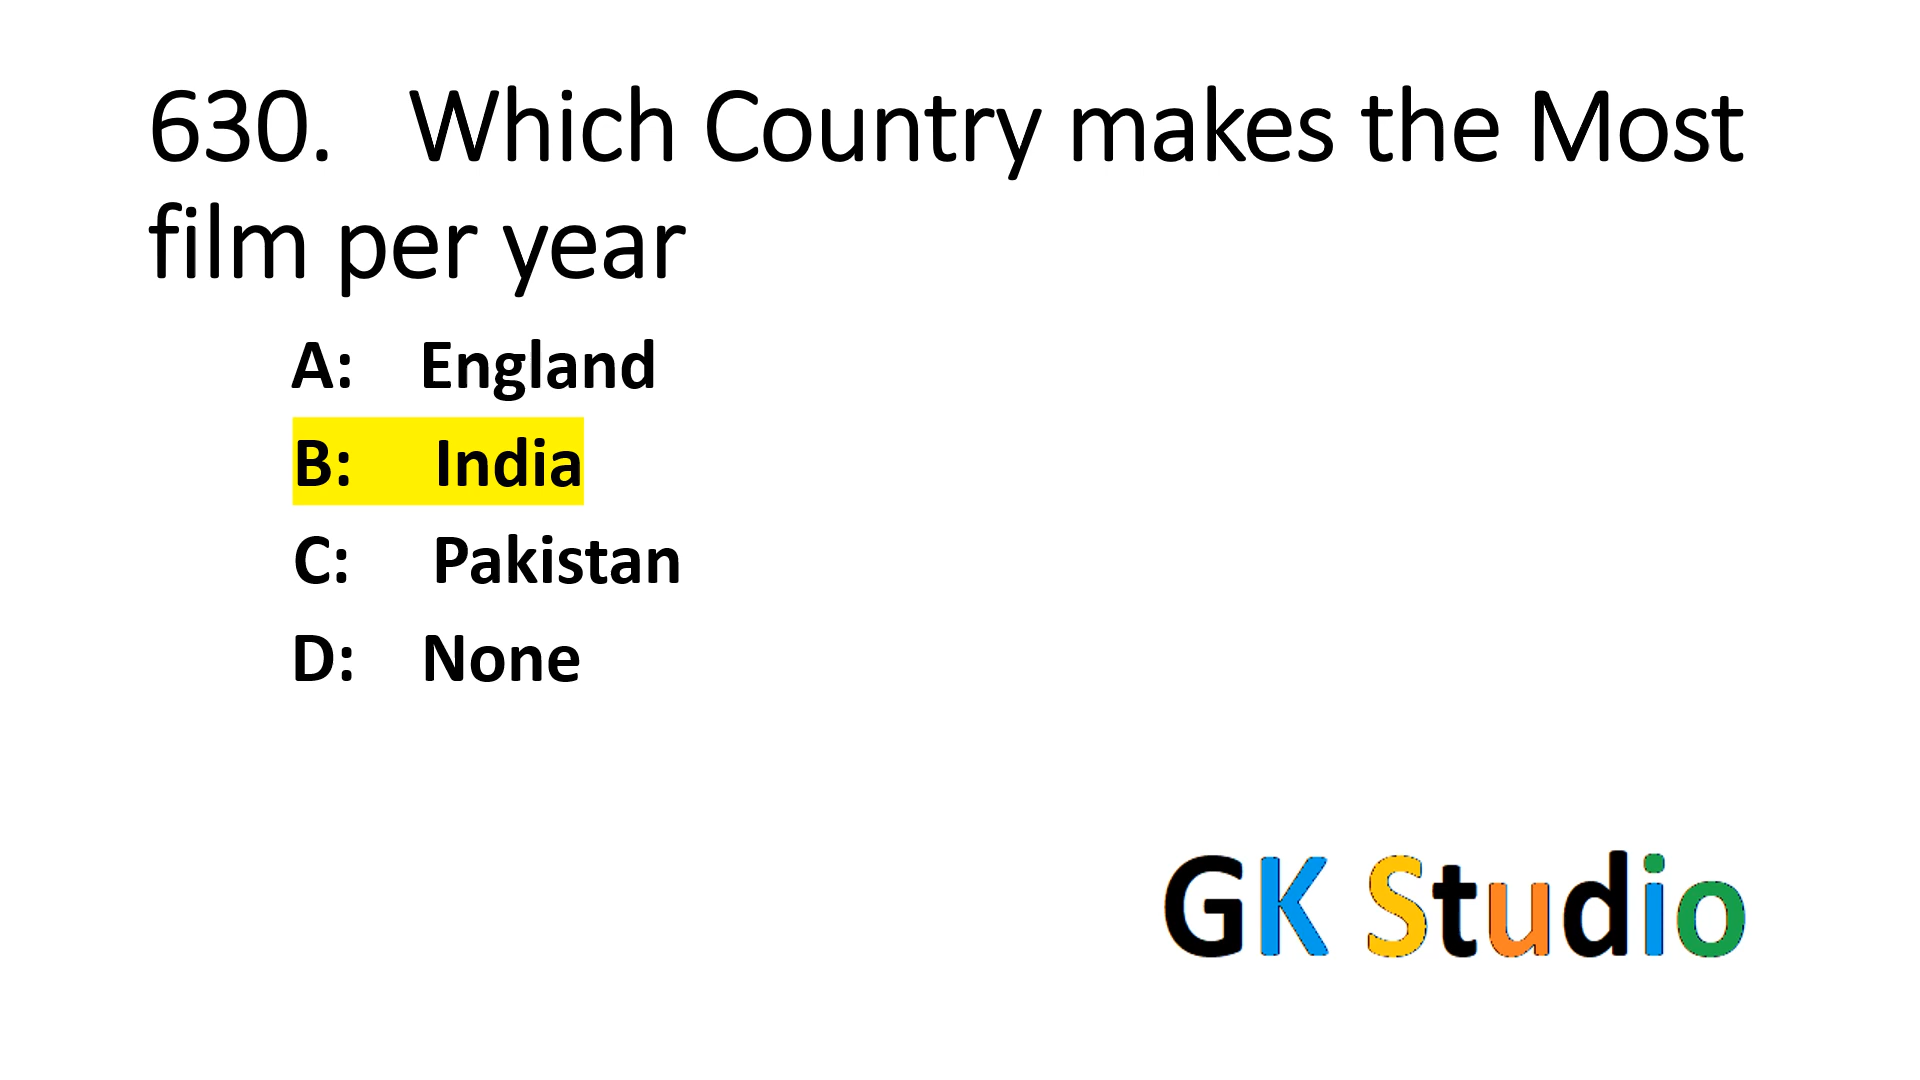 630. Which Country makes the Most
film per year
A: England
B: India
C: Pakistan
D: None
GK Studio